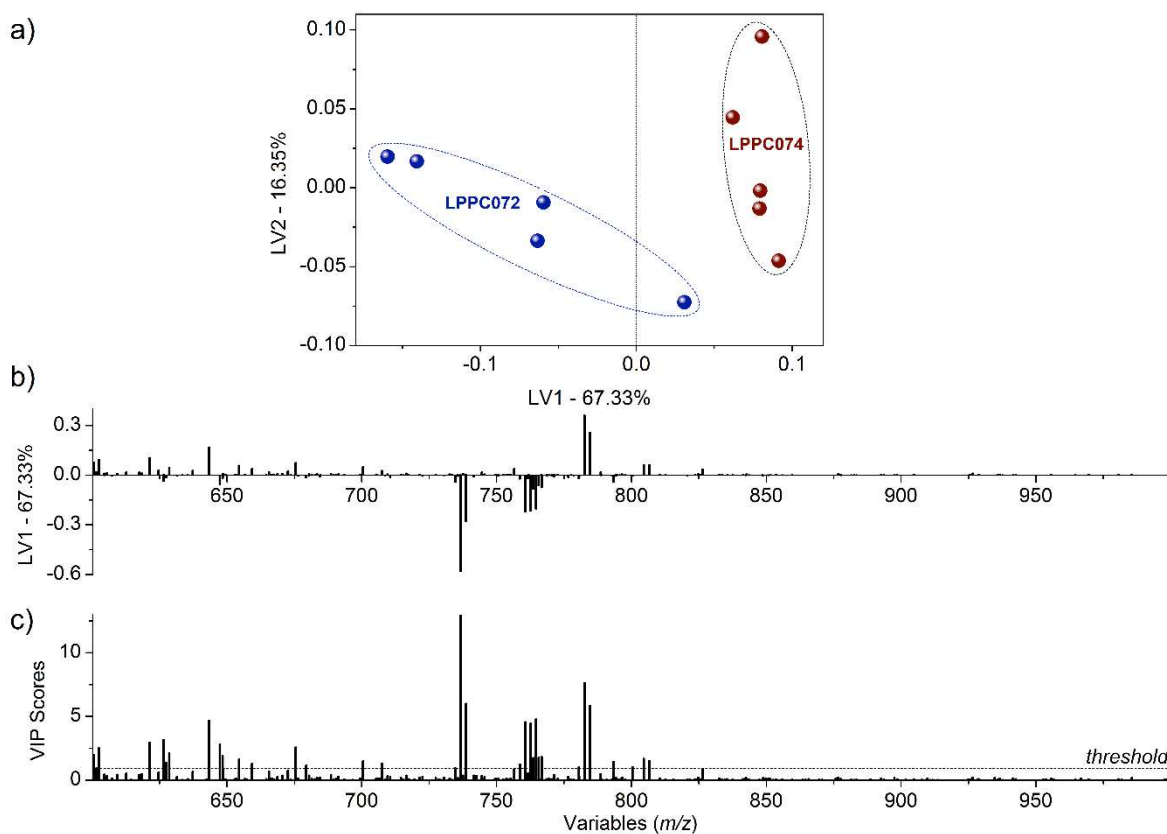 a)
0.10
0.05
0.00
-0.05
-0.10
LV2 - 16.35%
LPPC072
LPPC074
-0.1
0.0
0.1
LV1 - 67.33%
b)
0.3
0.0
-0.3
-0.6
LV1 - 67.33%
650
700
750
800
850
900
950
c)
10
5
0
VIP Scores
threshold
650
700
750
800
850
900
950
Variables (m/z)